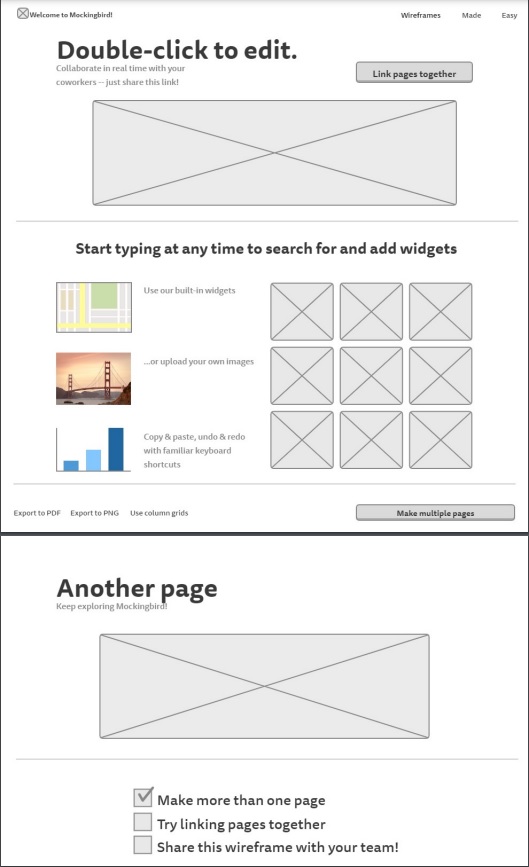 Welcome to Mockingbird!
Wireframes Made Easy
Double-click to edit.
Collaborate in real time with your
coworkers -- just share this link!
Link pages together
Start typing at any time to search for and add widgets
Use our built-in widgets
...or upload your own images
Copy & paste, undo & redo
with familiar keyboard
shortcuts
Export to PDF Export to PNG Use column grids
Make multiple pages
Another page
Keep exploring Mockingbird!
Make more than one page
Try linking pages together
Share this wireframe with your team!